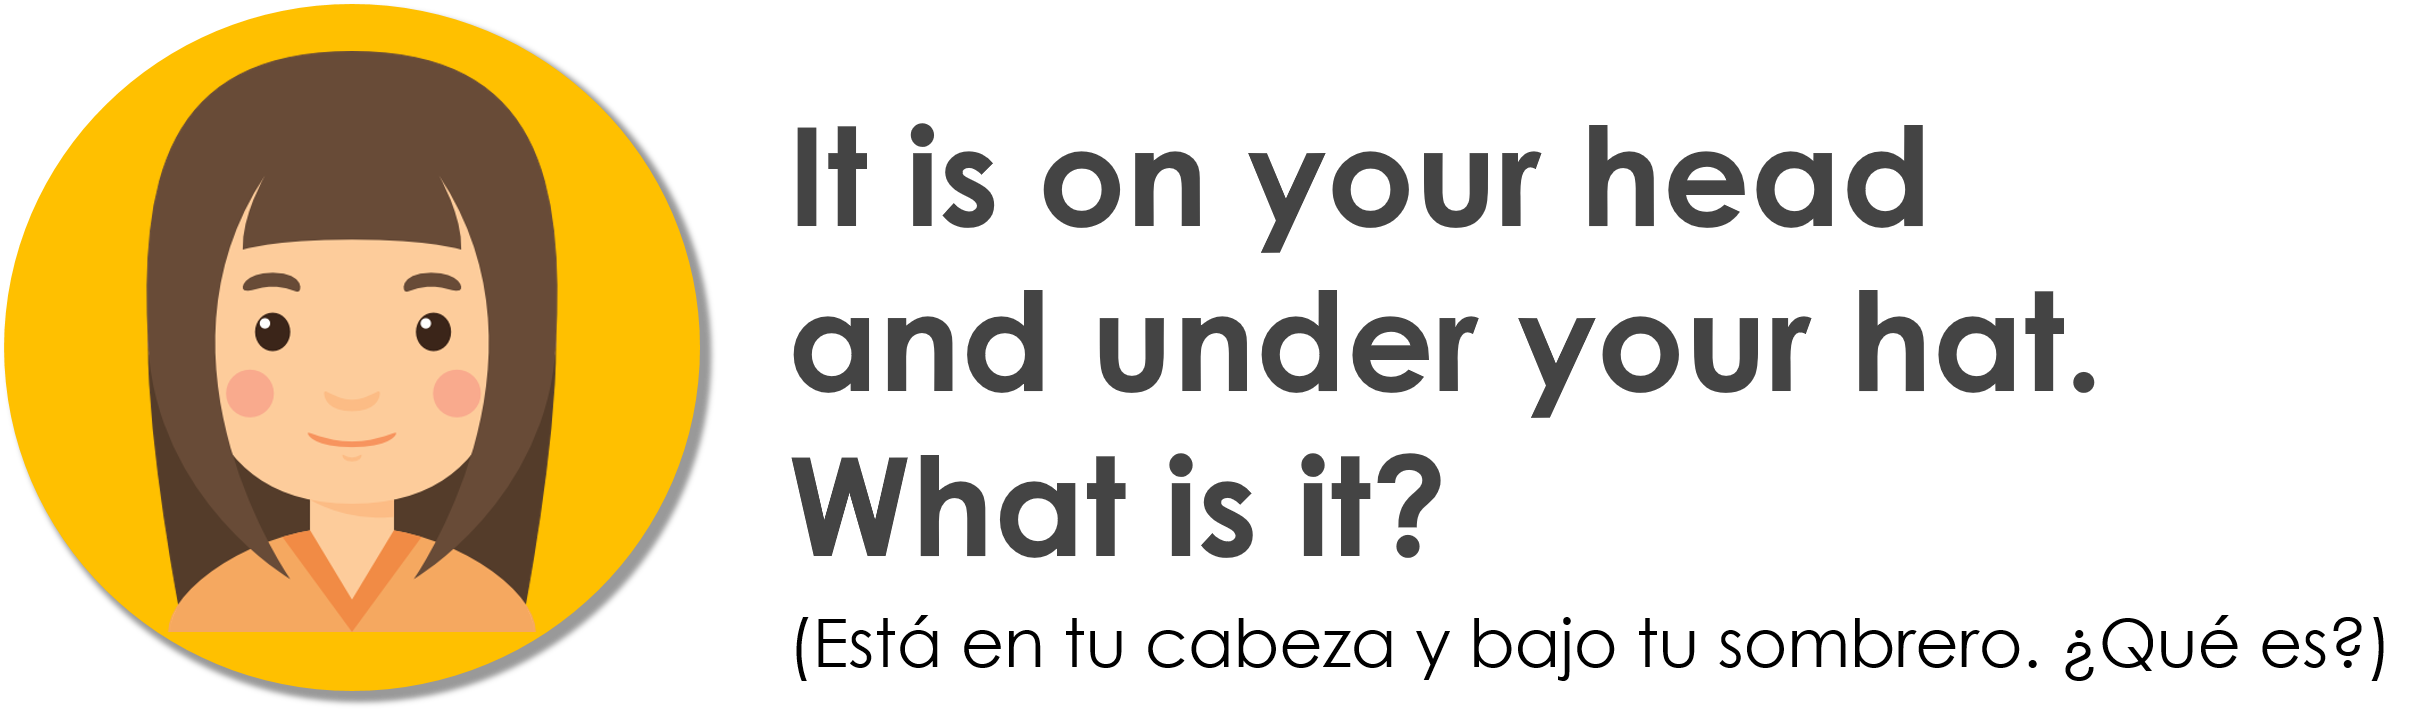 It is on your head
and under your hat.
What is it?
(Está en tu cabeza y bajo tu sombrero. ¿Qué es?)